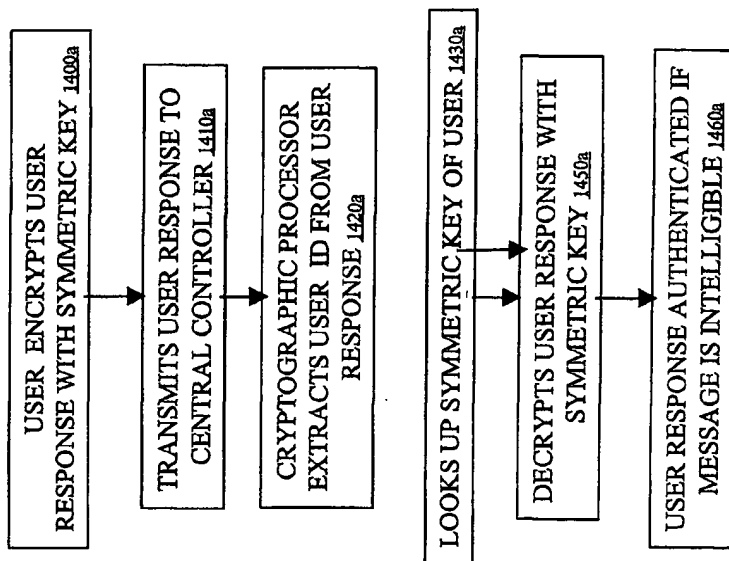 USER ENCRYPTS USER
RESPONSE WITH SYMMETRIC KEY 1400a
TRANSMITS USER RESPONSE TO
CENTRAL CONTROLLER 1410a
CRYPTOGRAPHIC PROCESSOR
EXTRACTS USER ID FROM USER
RESPONSE 1420a
LOOKS UP SYMMETRIC KEY OF USER 1430a
DECRYPTS USER RESPONSE WITH
SYMMETRIC KEY 1450a
USER RESPONSE AUTHENTICATED IF
MESSAGE IS INTELLIGIBLE 1460a